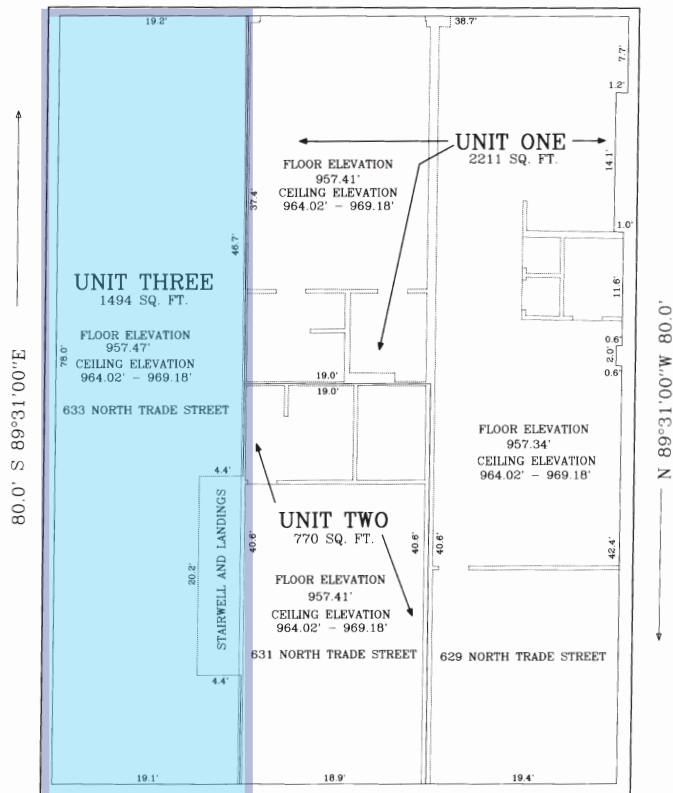 19.2'
38.7'
7.7'
1.2'
UNIT ONE
2211 SQ. FT.
14.1'
FLOOR ELEVATION
957.41'
CEILING ELEVATION
964.02' - 969.18'
37.4'
46.7'
1.0'
UNIT THREE
1494 SQ. FT.
11.6'
FLOOR ELEVATION
957.47'
CEILING ELEVATION
964.02' - 969.18'
78.0'
0.6'
2.0'
0.6'
633 NORTH TRADE STREET
19.0'
19.0'
80.0' S 89°31'00"E
N 89°31'00"W 80.0'
FLOOR ELEVATION
957.34'
CEILING ELEVATION
964.02' - 969.18'
4.4'
STAIRWELL AND LANDINGS
20.2'
4.4'
UNIT TWO
770 SQ. FT.
40.6'
40.6'
40.6'
42.4'
FLOOR ELEVATION
957.41'
CEILING ELEVATION
964.02' - 969.18'
631 NORTH TRADE STREET
629 NORTH TRADE STREET
19.1'
18.9'
19.4'